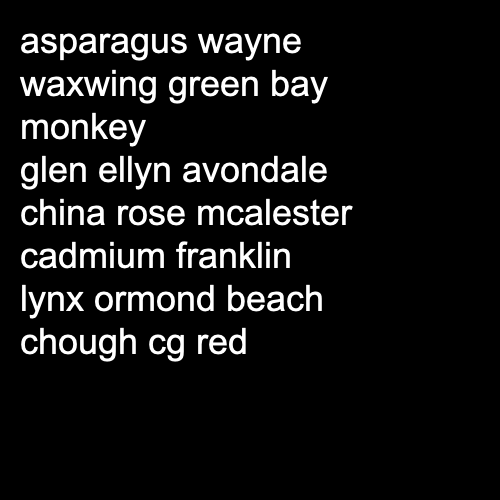 asparagus wayne
waxwing green bay
monkey
glen ellyn avondale
china rose mcalester
cadmium franklin
lynx ormond beach
chough cg red